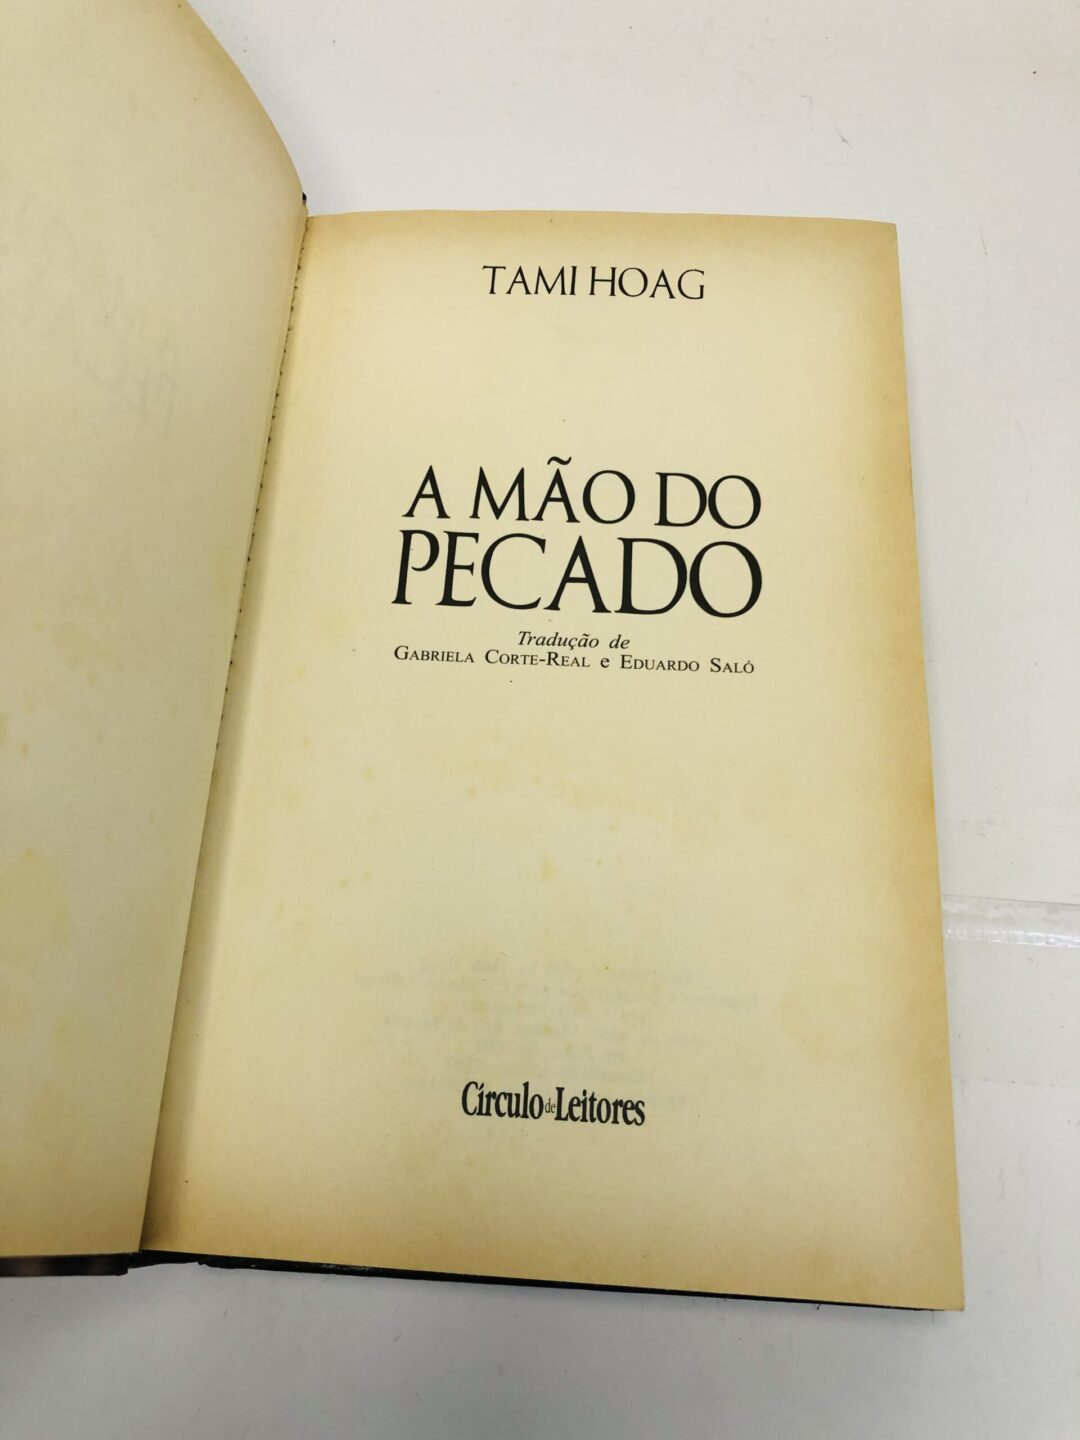 TAMI HOAG
A MÃO DO
PECADO
Tradução de
GABRIELA CORTE-REAL e EDUARDO SALÓ
Círculo de Leitores